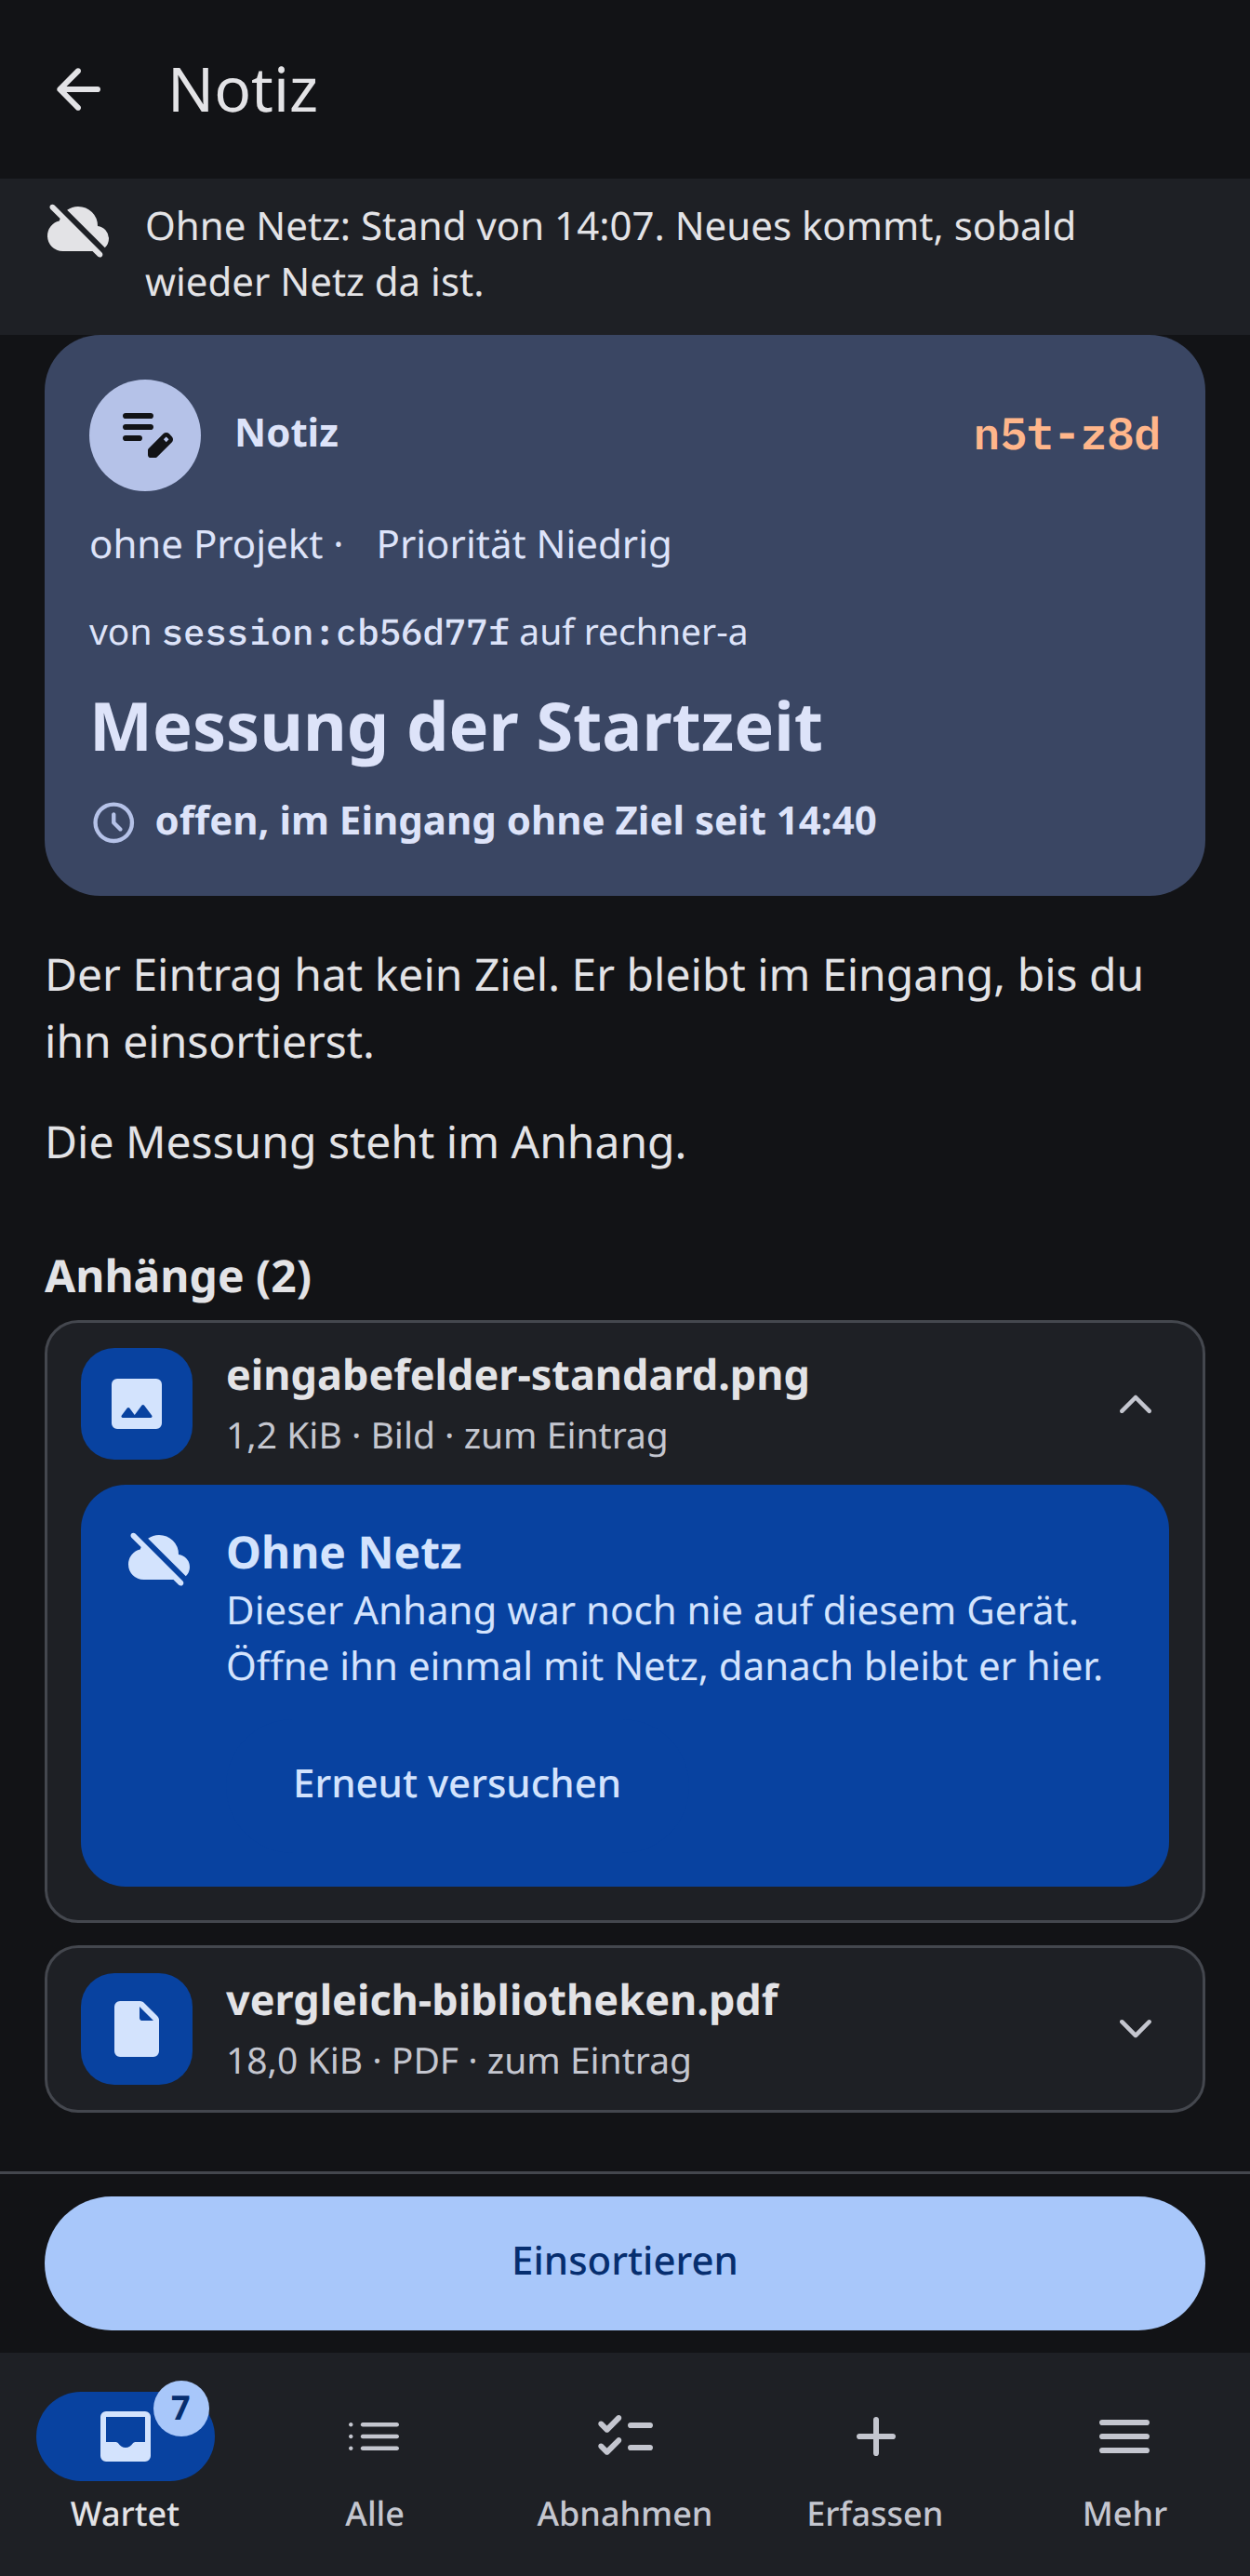 Notiz
Ohne Netz: Stand von 14:07. Neues kommt, sobald
wieder Netz da ist.
Notiz
n5t-z8d
ohne Projekt · Priorität Niedrig
von session:cb56d77f auf rechner-a
Messung der Startzeit
offen, im Eingang ohne Ziel seit 14:40
Der Eintrag hat kein Ziel. Er bleibt im Eingang, bis du
ihn einsortierst.
Die Messung steht im Anhang.
Anhänge (2)
eingabefelder-standard.png
1,2 KiB · Bild · zum Eintrag
Ohne Netz
Dieser Anhang war noch nie auf diesem Gerät.
Öffne ihn einmal mit Netz, danach bleibt er hier.
Erneut versuchen
vergleich-bibliotheken.pdf
18,0 KiB · PDF · zum Eintrag
Einsortieren
7
Wartet
Alle
Abnahmen
Erfassen
Mehr